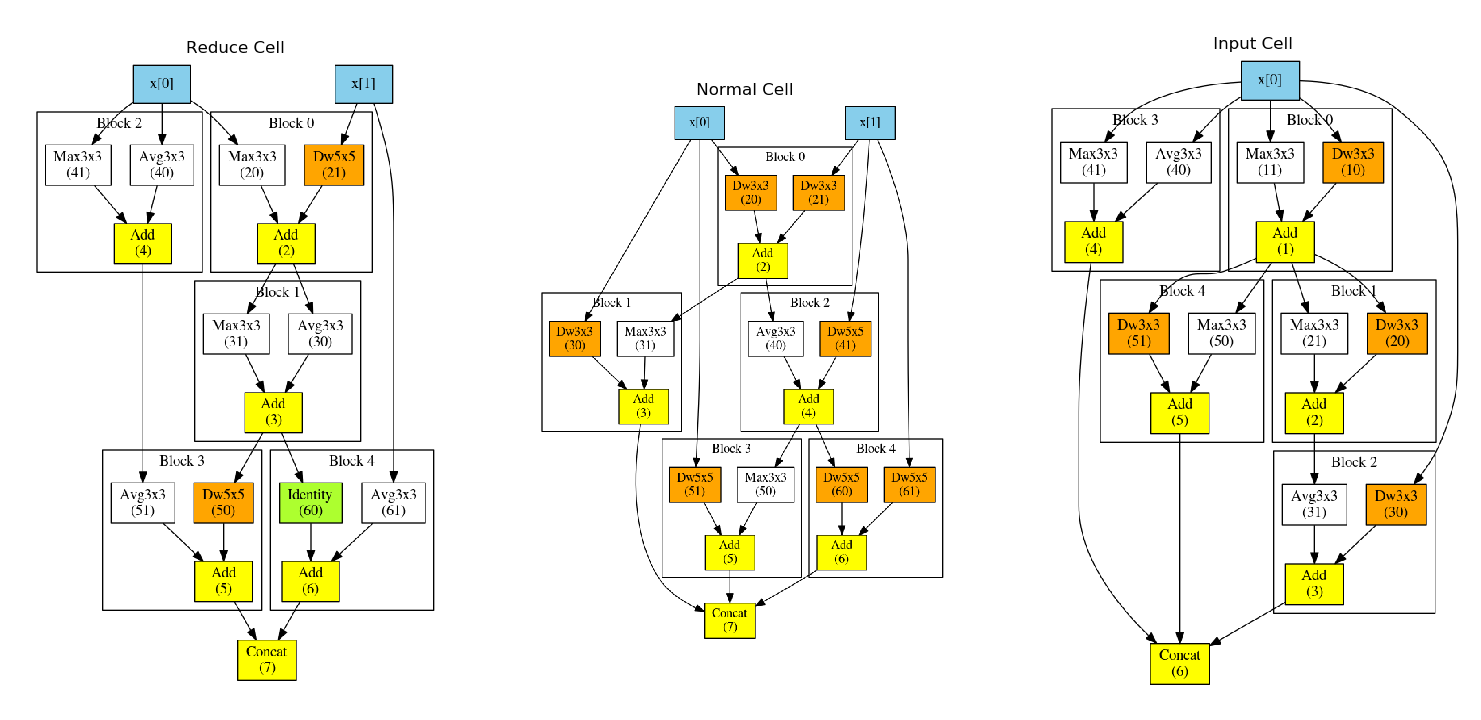 Reduce Cell
x[0]
x[1]
Block 2
Block 0
Max3x3
(41)
Avg3x3
(40)
Max3x3
(20)
Dw5x5
(21)
Add
(4)
Add
(2)
Block 1
Max3x3
(31)
Avg3x3
(30)
Add
(3)
Block 3
Block 4
Avg3x3
(51)
Dw5x5
(50)
Identity
(60)
Avg3x3
(61)
Add
(5)
Add
(6)
Concat
(7)
Normal Cell
x[0]
x[1]
Block 0
Dw3x3
(20)
Dw3x3
(21)
Add
(2)
Block 1
Block 2
Dw3x3
(30)
Max3x3
(31)
Avg3x3
(40)
Dw5x5
(41)
Add
(3)
Add
(4)
Block 3
Block 4
Dw5x5
(51)
Max3x3
(50)
Dw5x5
(60)
Dw5x5
(61)
Add
(5)
Add
(6)
Concat
(7)
Input Cell
x[0]
Block 3
Block 0
Max3x3
(41)
Avg3x3
(40)
Max3x3
(11)
Dw3x3
(10)
Add
(4)
Add
(1)
Block 4
Block 1
Dw3x3
(51)
Max3x3
(50)
Max3x3
(21)
Dw3x3
(20)
Add
(5)
Add
(2)
Block 2
Avg3x3
(31)
Dw3x3
(30)
Add
(3)
Concat
(6)